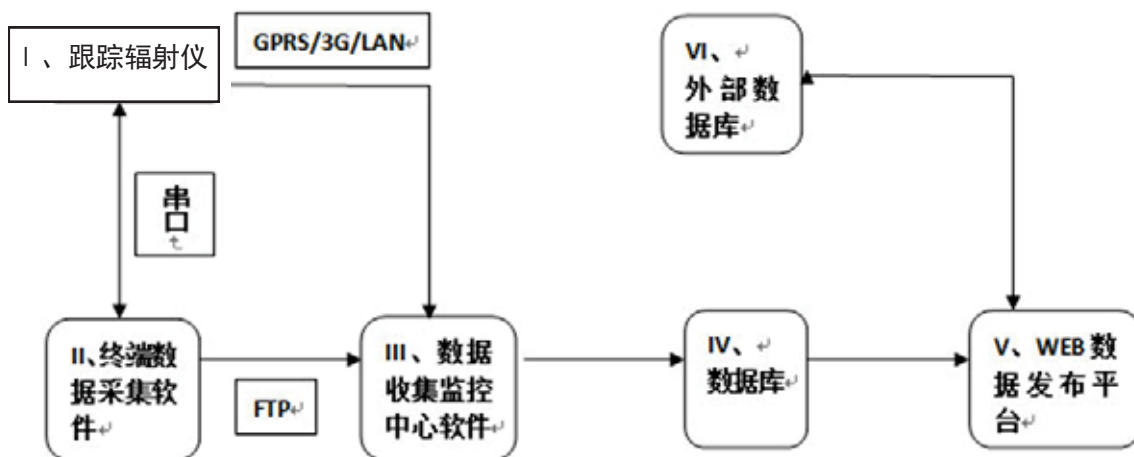 Ⅰ、跟踪辐射仪
GPRS/3G/LAN
VI、
外部数
据库
串
口
II、终端数
据采集软
件
FTP
III、数据
收集监控
中心软件
IV、
数据库
V、WEB数
据发布平
台